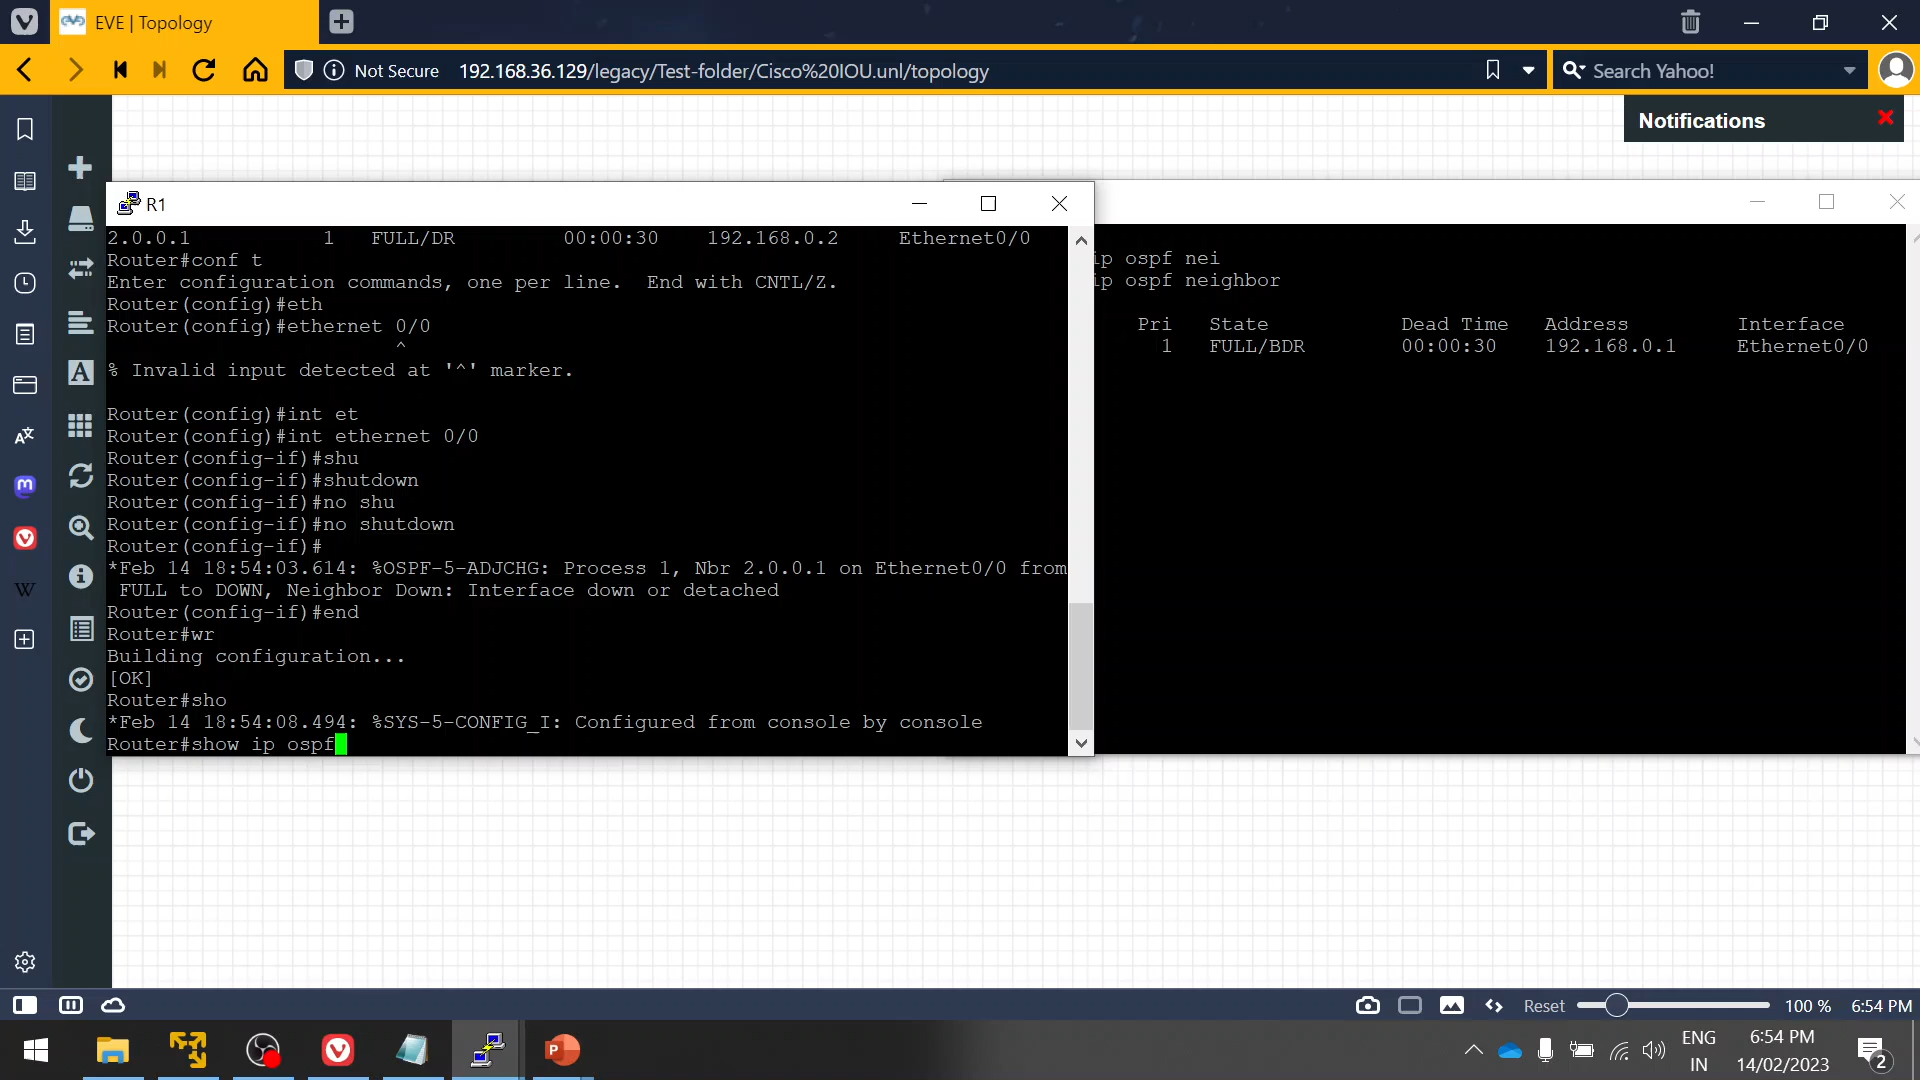 EVE | Topology
Not Secure 192.168.36.129/legacy/Test-folder/Cisco%20IOU.unl/topology
Search Yahoo!
Notifications
R1
2.0.0.1 1 FULL/DR 00:00:30 192.168.0.2 Ethernet0/0
Router#conf t
Enter configuration commands, one per line. End with CNTL/Z.
Router(config)#eth
Router(config)#ethernet 0/0
^
% Invalid input detected at '^' marker.
Router(config)#int et
Router(config)#int ethernet 0/0
Router(config-if)#shu
Router(config-if)#shutdown
Router(config-if)#no shu
Router(config-if)#no shutdown
Router(config-if)#
*Feb 14 18:54:03.614: %OSPF-5-ADJCHG: Process 1, Nbr 2.0.0.1 on Ethernet0/0 from
FULL to DOWN, Neighbor Down: Interface down or detached
Router(config-if)#end
Router#wr
Building configuration...
[OK]
Router#sho
*Feb 14 18:54:08.494: %SYS-5-CONFIG_I: Configured from console by console
Router#show ip ospf
ip ospf nei
ip ospf neighbor
Pri State Dead Time Address Interface
1 FULL/BDR 00:00:30 192.168.0.1 Ethernet0/0
Reset 100 % 6:54 PM
ENG
IN
6:54 PM
14/02/2023
2